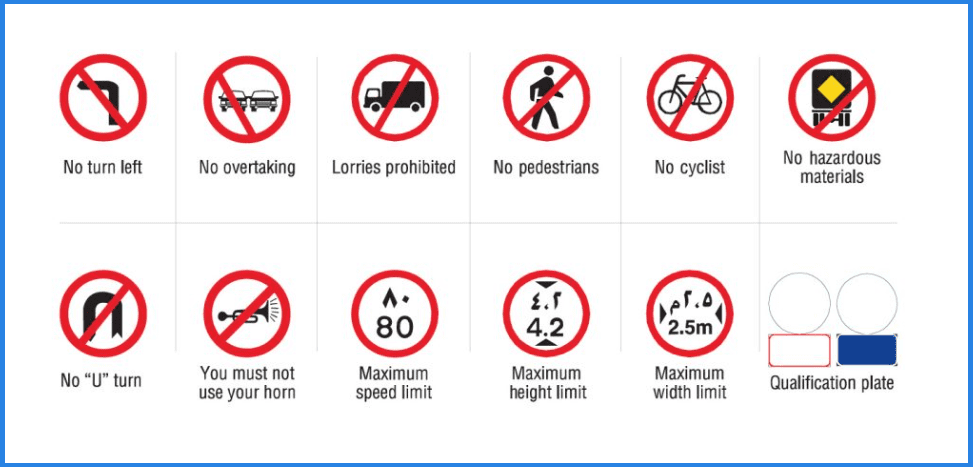 No turn left
No overtaking
Lorries prohibited
No pedestrians
No cyclist
No hazardous
materials
٨٠
80
٤.٢
4.2
٢.٥م
2.5m
No “U” turn
You must not
use your horn
Maximum
speed limit
Maximum
height limit
Maximum
width limit
Qualification plate